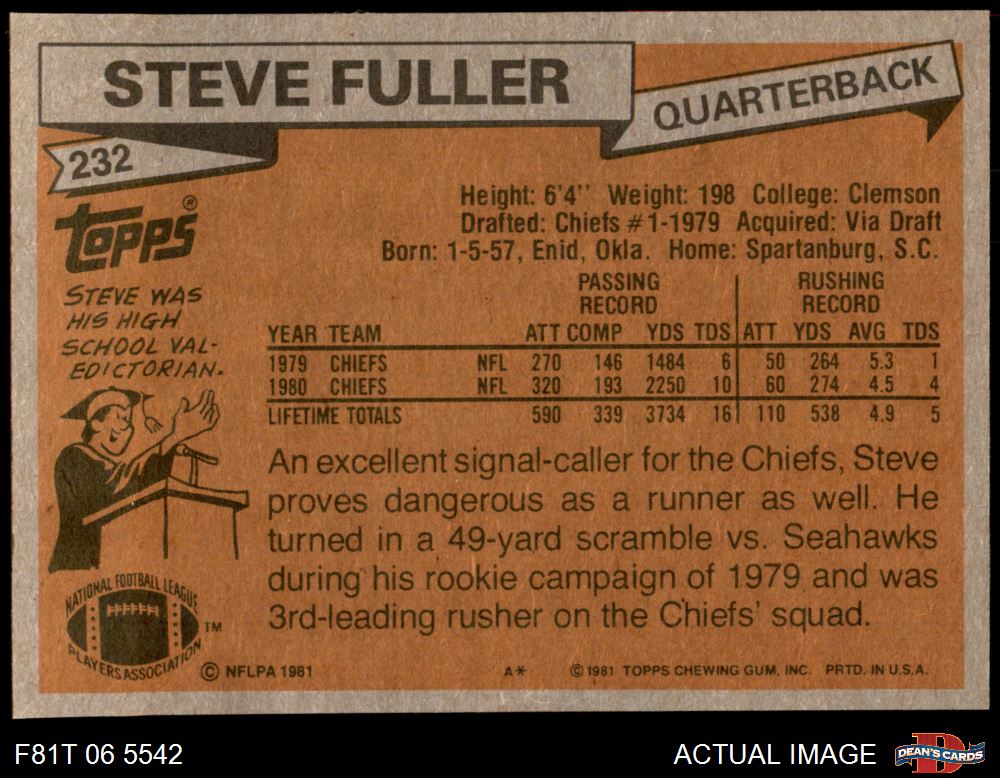 STEVE FULLER
QUARTERBACK
232
TOPPS®
Height: 6'4'' Weight: 198 College: Clemson
Drafted: Chiefs #1-1979 Acquired: Via Draft
Born: 1-5-57, Enid, Okla. Home: Spartanburg, S.C.
STEVE WAS
HIS HIGH
SCHOOL VAL-
EDICTORIAN.
PASSING RUSHING
RECORD RECORD
YEAR TEAM ATT COMP YDS TDS ATT YDS AVG TDS
1979 CHIEFS NFL 270 146 1484 6 50 264 5.3 1
1980 CHIEFS NFL 320 193 2250 10 60 274 4.5 4
LIFETIME TOTALS 590 339 3734 16 110 538 4.9 5
An excellent signal-caller for the Chiefs, Steve
proves dangerous as a runner as well. He
turned in a 49-yard scramble vs. Seahawks
during his rookie campaign of 1979 and was
3rd-leading rusher on the Chiefs' squad.
NATIONAL FOOTBALL LEAGUE
PLAYERS ASSOCIATION
TM
© NFLPA 1981 A* © 1981 TOPPS CHEWING GUM, INC. PRTD. IN U.S.A.
F81T 06 5542 ACTUAL IMAGE D DEAN'S CARDS